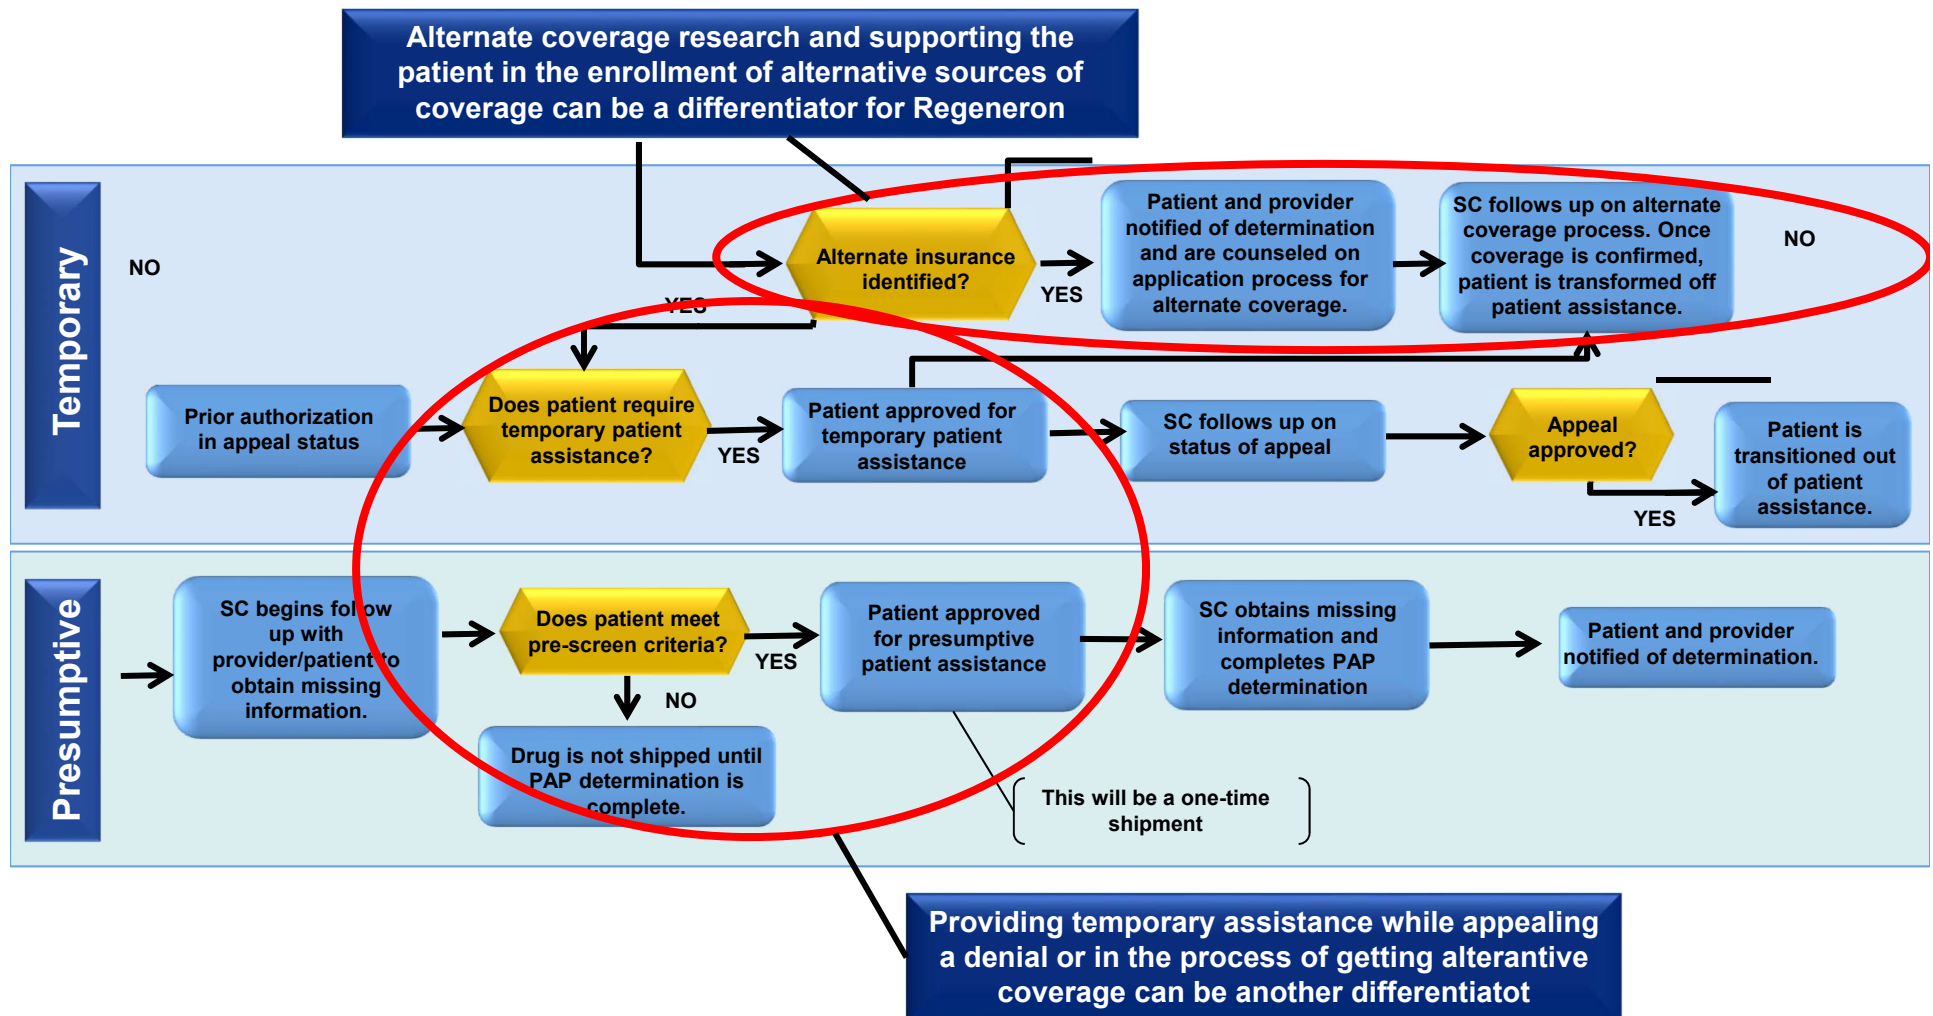 Alternate coverage research and supporting the
patient in the enrollment of alternative sources of
coverage can be a differentiator for Regeneron
Temporary
NO
Alternate insurance
identified?
YES
YES
Patient and provider
notified of determination
and are counseled on
application process for
alternate coverage.
SC follows up on alternate
coverage process. Once
coverage is confirmed,
patient is transformed off
patient assistance.
NO
Prior authorization
in appeal status
Does patient require
temporary patient
assistance?
YES
Patient approved for
temporary patient
assistance
SC follows up on
status of appeal
Appeal
approved?
YES
Patient is
transitioned out
of patient
assistance.
Presumptive
SC begins follow
up with
provider/patient to
obtain missing
information.
Does patient meet
pre-screen criteria?
YES
NO
Drug is not shipped until
PAP determination is
complete.
Patient approved
for presumptive
patient assistance
This will be a one-time
shipment
SC obtains missing
information and
completes PAP
determination
Patient and provider
notified of determination.
Providing temporary assistance while appealing
a denial or in the process of getting alterantive
coverage can be another differentiatot